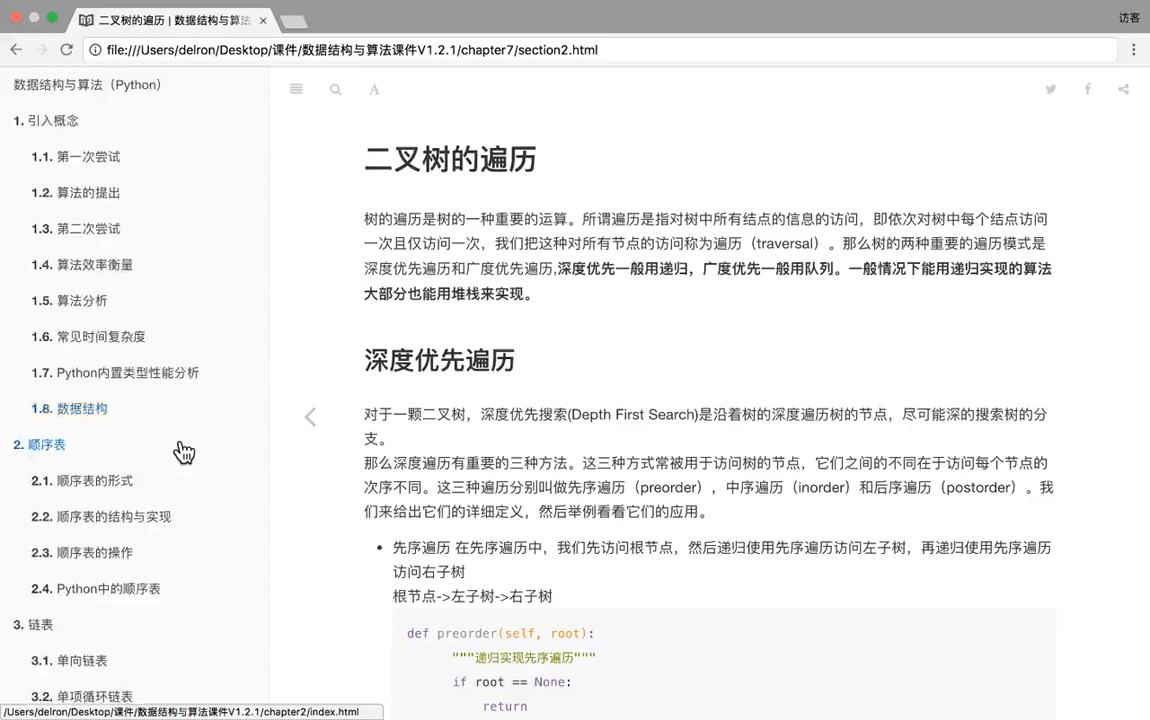 二叉树的遍历 | 数据结构与算法
访客
file:///Users/delron/Desktop/课件/数据结构与算法课件V1.2.1/chapter7/section2.html
数据结构与算法（Python）
1. 引入概念
1.1. 第一次尝试
1.2. 算法的提出
1.3. 第二次尝试
1.4. 算法效率衡量
1.5. 算法分析
1.6. 常见时间复杂度
1.7. Python内置类型性能分析
1.8. 数据结构
2. 顺序表
2.1. 顺序表的形式
2.2. 顺序表的结构与实现
2.3. 顺序表的操作
2.4. Python中的顺序表
3. 链表
3.1. 单向链表
3.2. 单项循环链表
/Users/delron/Desktop/课件/数据结构与算法课件V1.2.1/chapter2/index.html
A
二叉树的遍历
树的遍历是树的一种重要的运算。所谓遍历是指对树中所有结点的信息的访问，即依次对树中每个结点访问
一次且仅访问一次，我们把这种对所有节点的访问称为遍历（traversal）。那么树的两种重要的遍历模式是
深度优先遍历和广度优先遍历,深度优先一般用递归，广度优先一般用队列。一般情况下能用递归实现的算法
大部分也能用堆栈来实现。
深度优先遍历
对于一颗二叉树，深度优先搜索(Depth First Search)是沿着树的深度遍历树的节点，尽可能深的搜索树的分
支。
那么深度遍历有重要的三种方法。这三种方式常被用于访问树的节点，它们之间的不同在于访问每个节点的
次序不同。这三种遍历分别叫做先序遍历（preorder），中序遍历（inorder）和后序遍历（postorder）。我
们来给出它们的详细定义，然后举例看看它们的应用。
• 先序遍历 在先序遍历中，我们先访问根节点，然后递归使用先序遍历访问左子树，再递归使用先序遍历
访问右子树
根节点->左子树->右子树
def preorder(self, root):
"""递归实现先序遍历"""
if root == None:
return